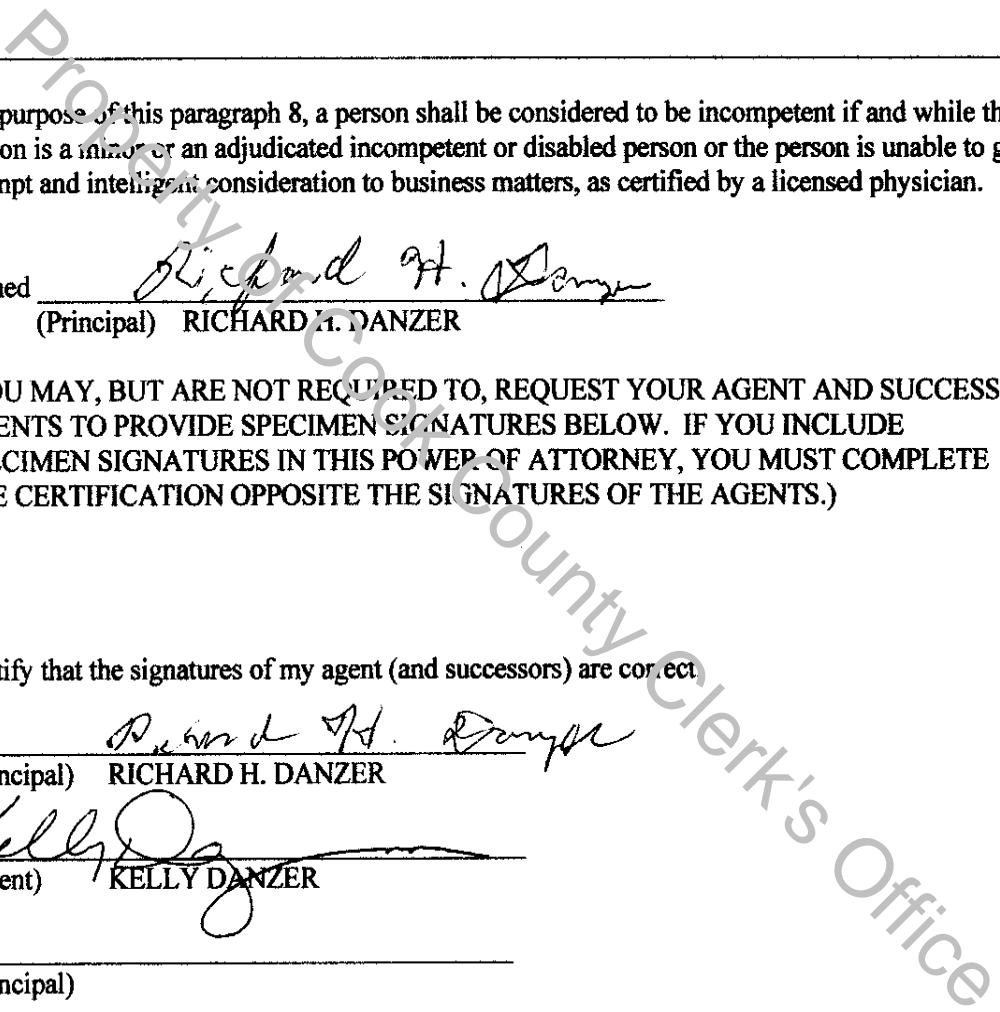 purpose of this paragraph 8, a person shall be considered to be incompetent if and while th
on is a minor or an adjudicated incompetent or disabled person or the person is unable to g
npt and intelligent consideration to business matters, as certified by a licensed physician.
ned Richard H. Danzer
(Principal) RICHARD H. DANZER
OU MAY, BUT ARE NOT REQUIRED TO, REQUEST YOUR AGENT AND SUCCESS
ENTS TO PROVIDE SPECIMEN SIGNATURES BELOW. IF YOU INCLUDE
CIMEN SIGNATURES IN THIS POWER OF ATTORNEY, YOU MUST COMPLETE
E CERTIFICATION OPPOSITE THE SIGNATURES OF THE AGENTS.)
tify that the signatures of my agent (and successors) are correct
Richard H. Danzer
ncipal) RICHARD H. DANZER
Kelly Da
ent) KELLY DANZER
ncipal)
Property of Cook County Clerk's Office